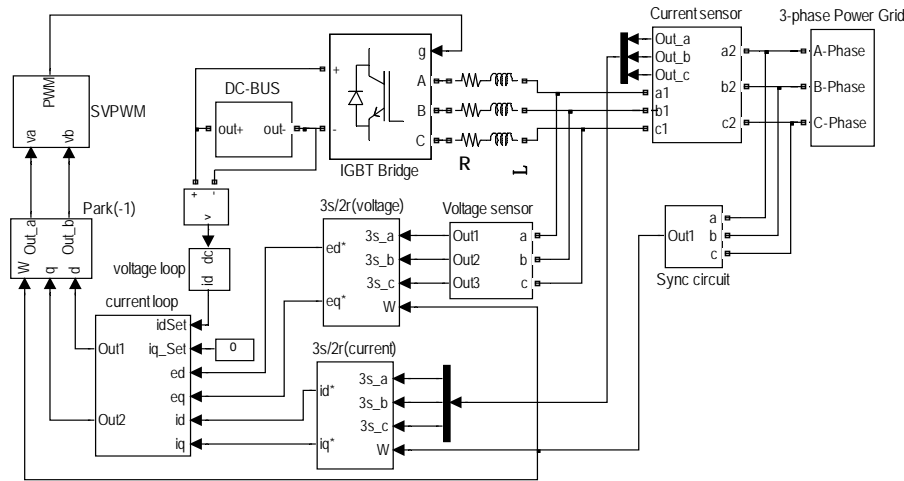 Current sensor
3-phase Power Grid
PWM
SVPWM
va
vb
DC-BUS
out+
out-
+
-
g
A
B
C
IGBT Bridge
R
L
Out_a
Out_b
Out_c
a1
b1
c1
a2
b2
c2
A-Phase
B-Phase
C-Phase
+
-
v
Park(-1)
Out_a
Out_b
W
q
d
voltage loop
dc
id
3s/2r(voltage)
ed*
eq*
3s_a
3s_b
3s_c
W
Voltage sensor
Out1
Out2
Out3
a
b
c
Out1
a
b
c
Sync circuit
current loop
Out1
Out2
idSet
iq_Set
ed
eq
id
iq
0
3s/2r(current)
id*
iq*
3s_a
3s_b
3s_c
W